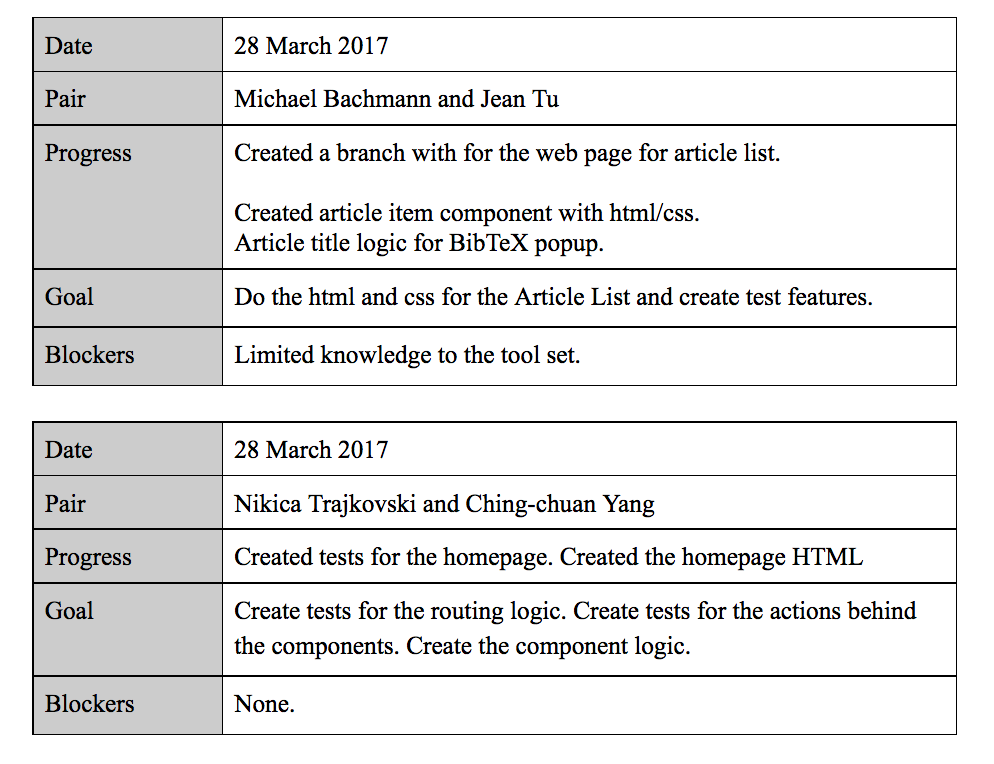 Date 28 March 2017
Pair Michael Bachmann and Jean Tu
Progress Created a branch with for the web page for article list.
Created article item component with html/css.
Article title logic for BibTeX popup.
Goal Do the html and css for the Article List and create test features.
Blockers Limited knowledge to the tool set.
Date 28 March 2017
Pair Nikica Trajkovski and Ching-chuan Yang
Progress Created tests for the homepage. Created the homepage HTML
Goal Create tests for the routing logic. Create tests for the actions behind
the components. Create the component logic.
Blockers None.